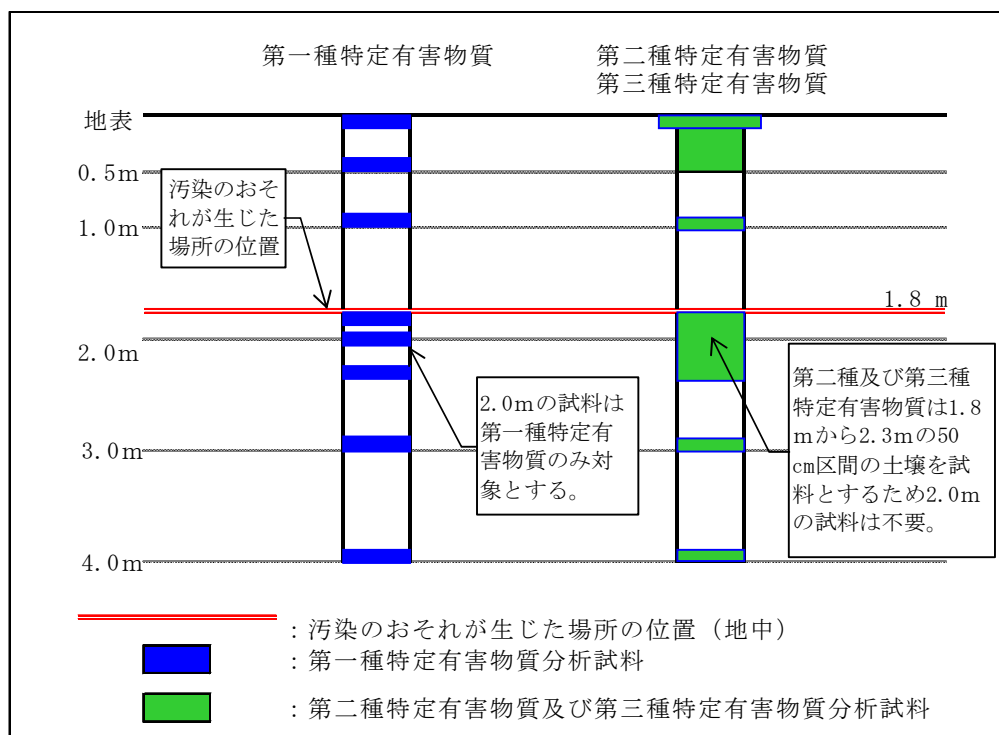 第一種特定有害物質
第二種特定有害物質
第三種特定有害物質
地表
0.5m
汚染のおそ
れが生じた
場所の位置
1.0m
1.8 m
2.0m
2.0mの試料は
第一種特定有
害物質のみ対
象とする。
第二種及び第三種
特定有害物質は1.8
mから2.3mの50
cm区間の土壌を試
料とするため2.0m
の試料は不要。
3.0m
4.0m
：汚染のおそれが生じた場所の位置（地中）
：第一種特定有害物質分析試料
：第二種特定有害物質及び第三種特定有害物質分析試料